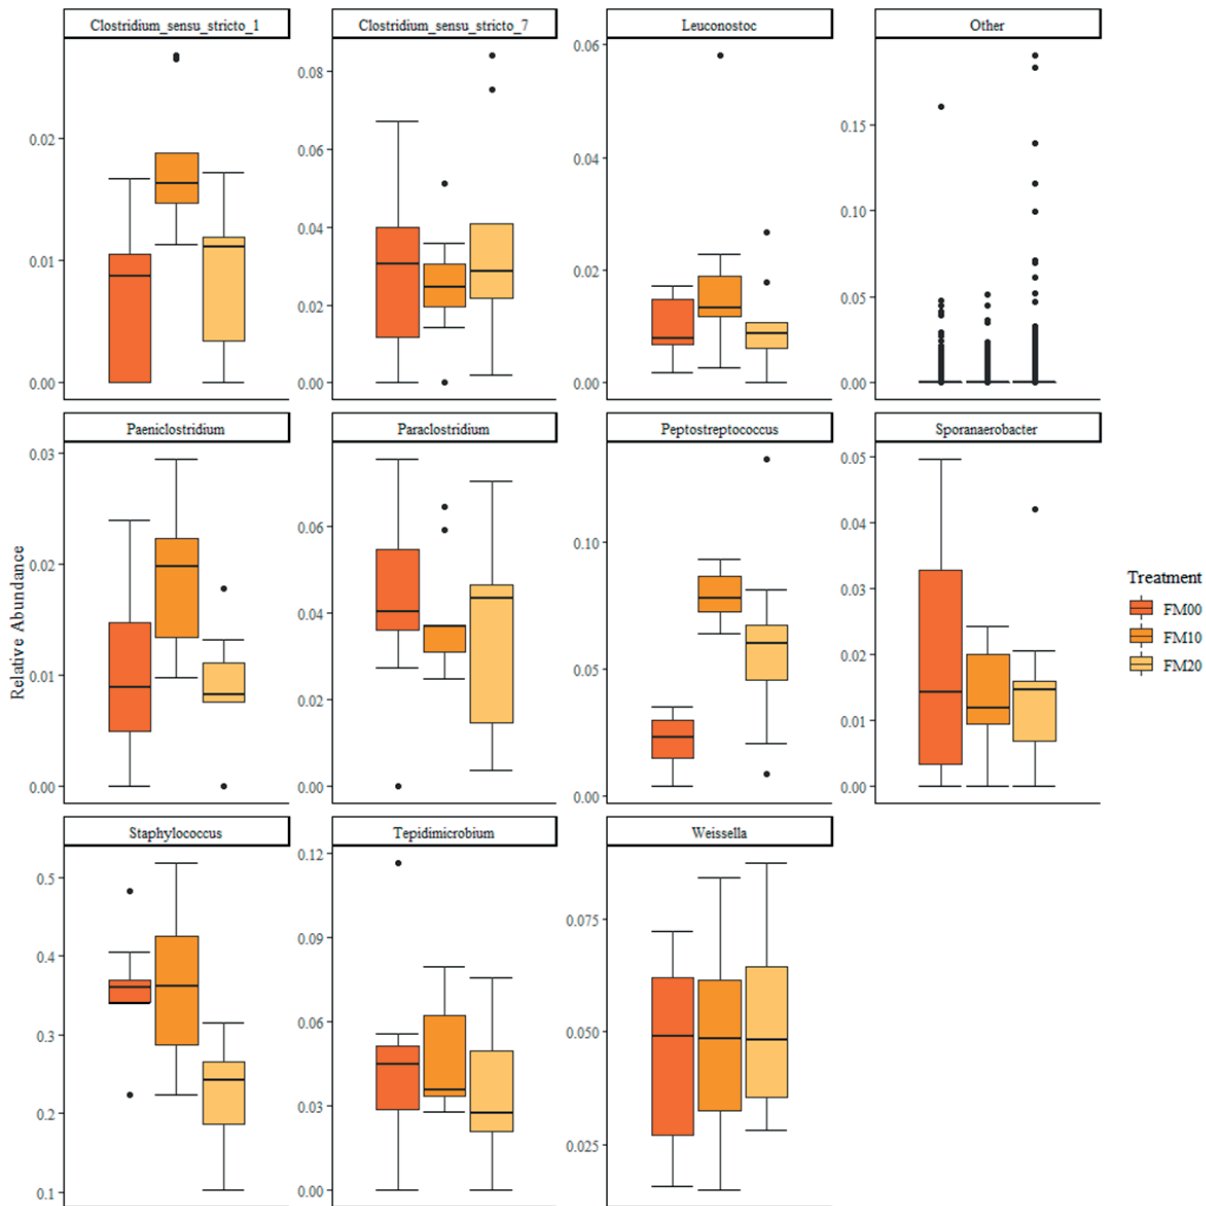 Clostridium_sensu_stricto_1
Clostridium_sensu_stricto_7
Leuconostoc
Other
0.02
0.01
0.00
0.08
0.06
0.04
0.02
0.00
0.06
0.04
0.02
0.00
0.15
0.10
0.05
0.00
Paeniclostridium
Paraclostridium
Peptostreptococcus
Sporanaerobacter
Relative Abundance
0.03
0.02
0.01
0.00
0.06
0.04
0.02
0.00
0.10
0.05
0.00
0.05
0.04
0.03
0.02
0.01
0.00
Treatment
FM00
FM10
FM20
Staphylococcus
Tepidimicrobium
Weissella
0.5
0.4
0.3
0.2
0.1
0.12
0.09
0.06
0.03
0.00
0.075
0.050
0.025